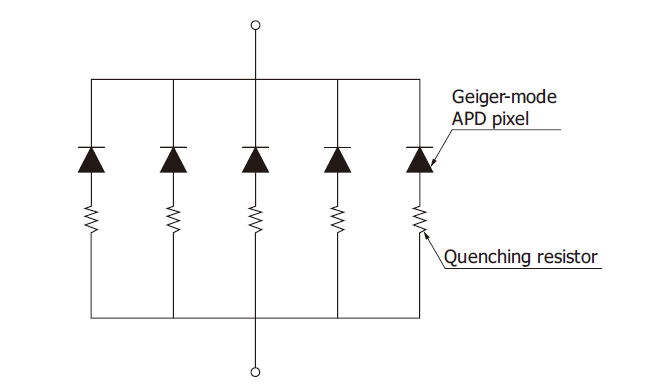 Geiger-mode
APD pixel
Quenching resistor